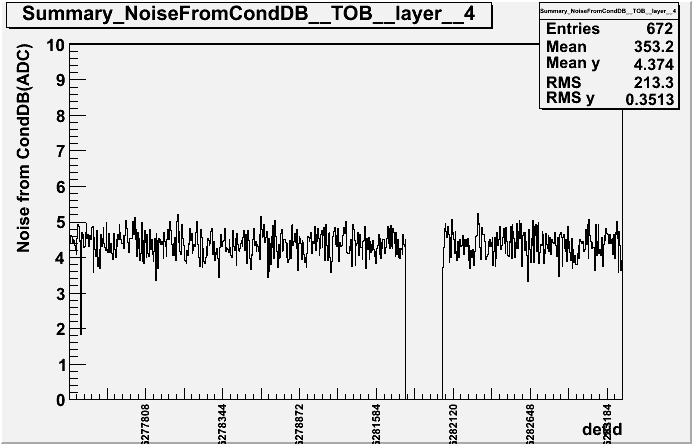 Summary_NoiseFromCondDB__TOB__layer__4
Summary_NoiseFromCondDB__TOB__layer__4
Entries 672
Mean 353.2
Mean y 4.374
RMS 213.3
RMS y 0.3513
Noise from CondDB(ADC)
10
9
8
7
6
5
4
3
2
1
0
6277808
6278344
6278872
6281584
6282120
6282648
detid